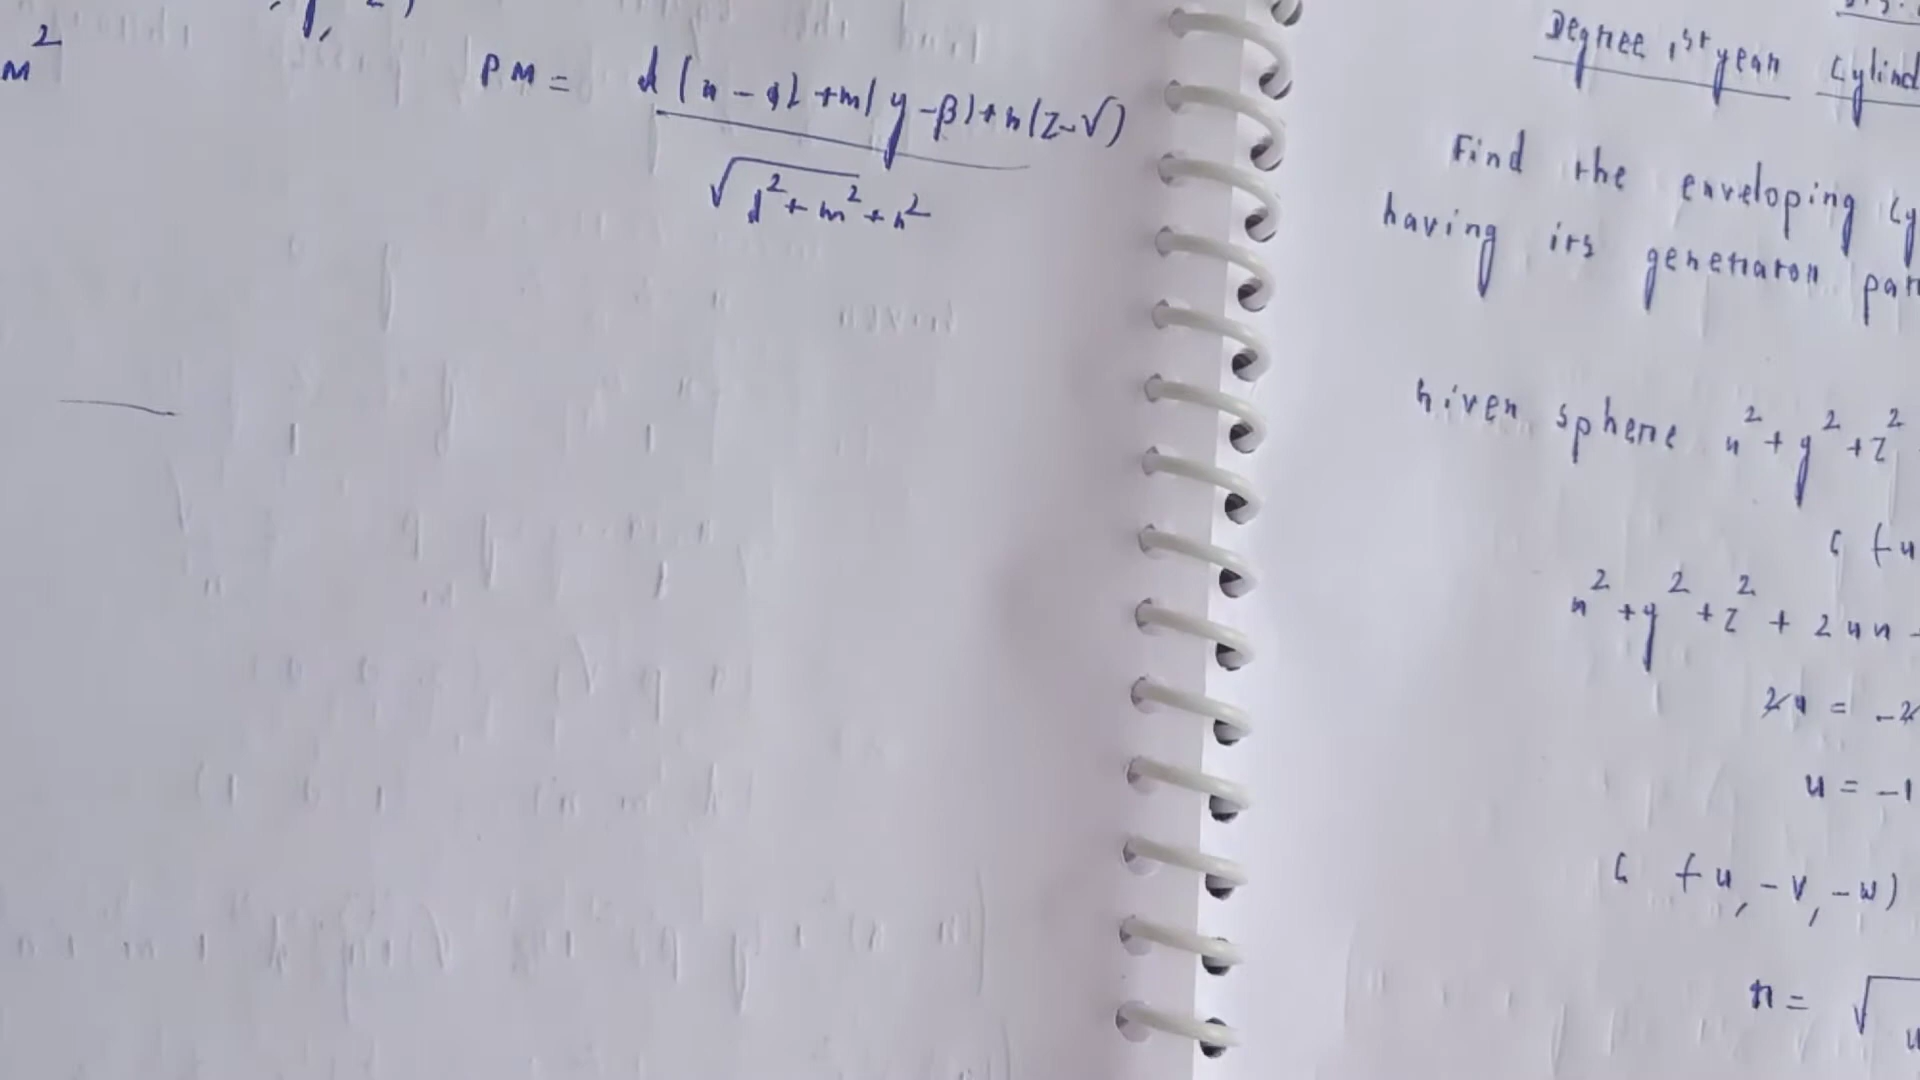 m²
PM = l(x - α) + m(y - β) + n(z - γ)
√l² + m² + n²
Degree 1st year Cylind
Find the enveloping cy
having its generator par
Given sphere x² + y² + z²
C (-u
x² + y² + z² + 2ux
2u = -2
u = -1
C (-u, -v, -w)
r = √
u